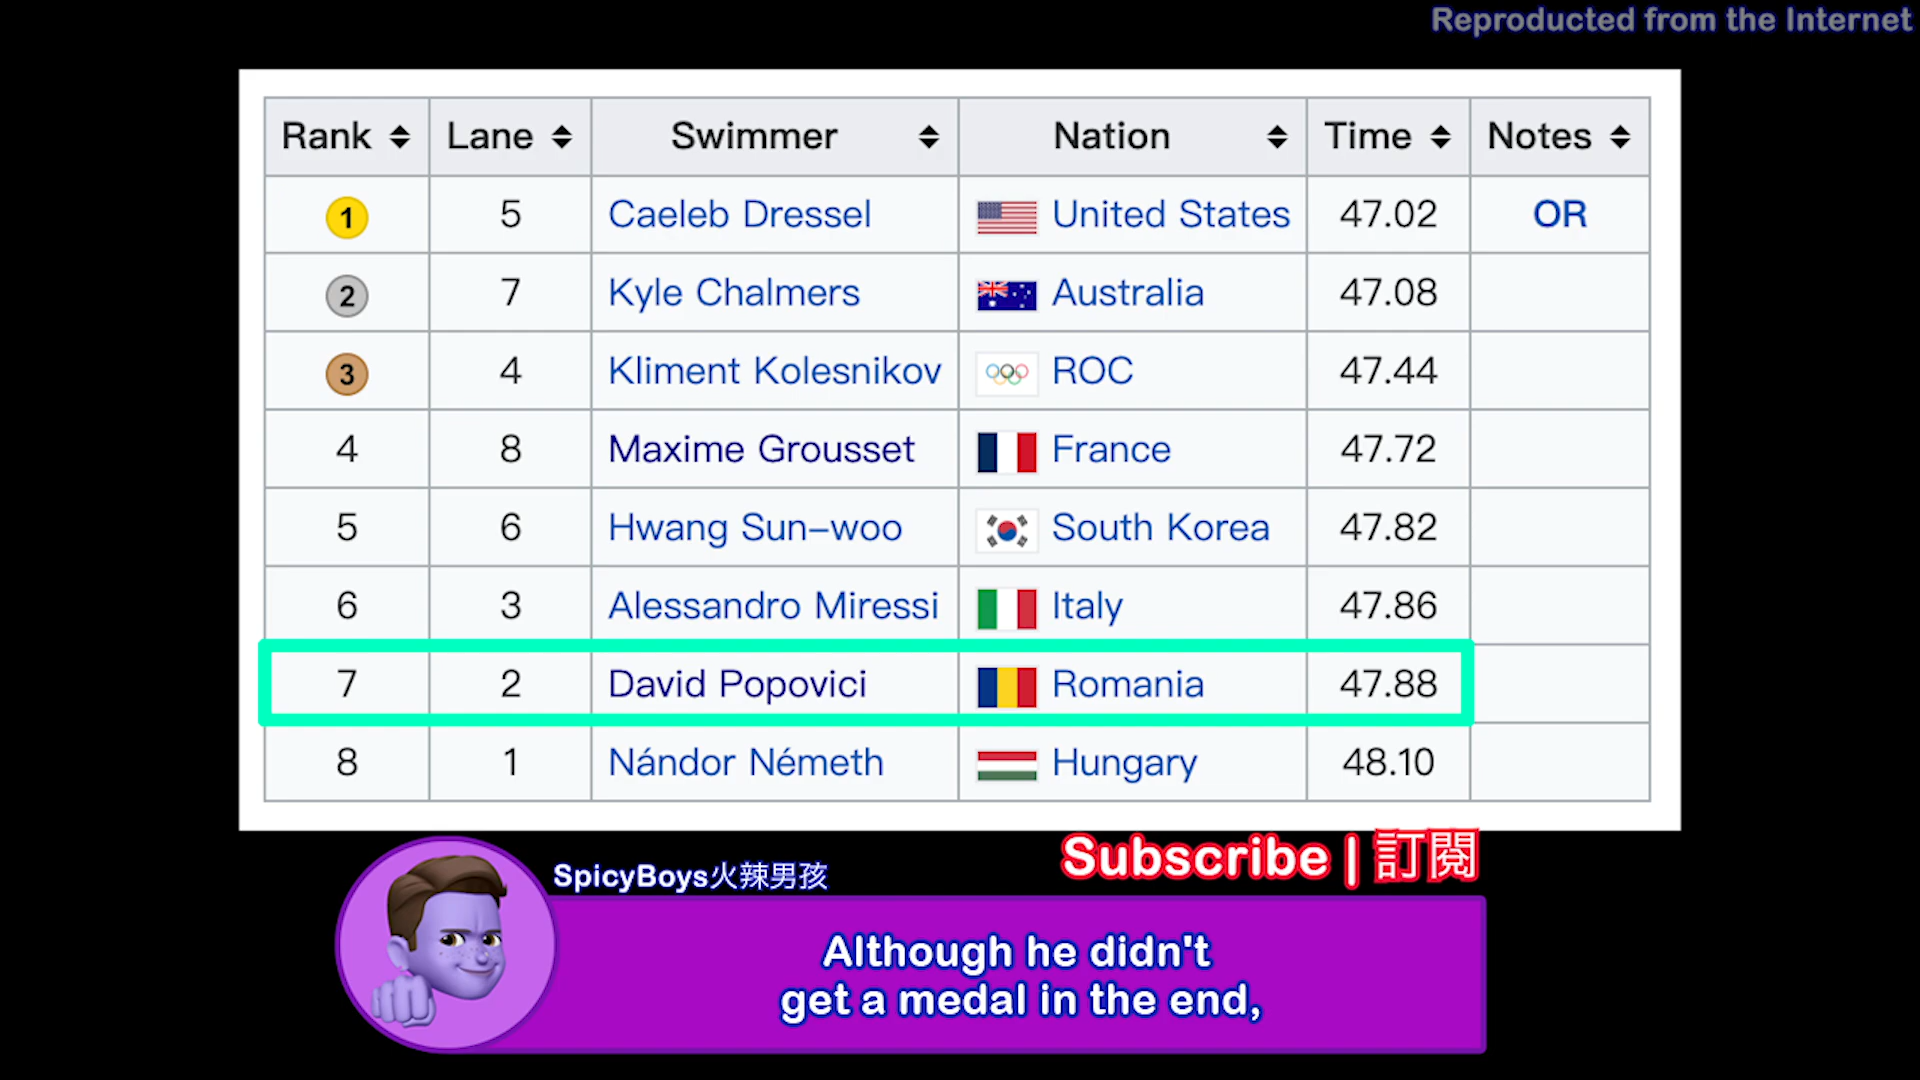 Reproducted from the Internet
Rank Lane Swimmer Nation Time Notes
1 5 Caeleb Dressel United States 47.02 OR
2 7 Kyle Chalmers Australia 47.08
3 4 Kliment Kolesnikov ROC 47.44
4 8 Maxime Grousset France 47.72
5 6 Hwang Sun-woo South Korea 47.82
6 3 Alessandro Miressi Italy 47.86
7 2 David Popovici Romania 47.88
8 1 Nándor Németh Hungary 48.10
Subscribe | 訂閱
SpicyBoys火辣男孩
Although he didn't
get a medal in the end,